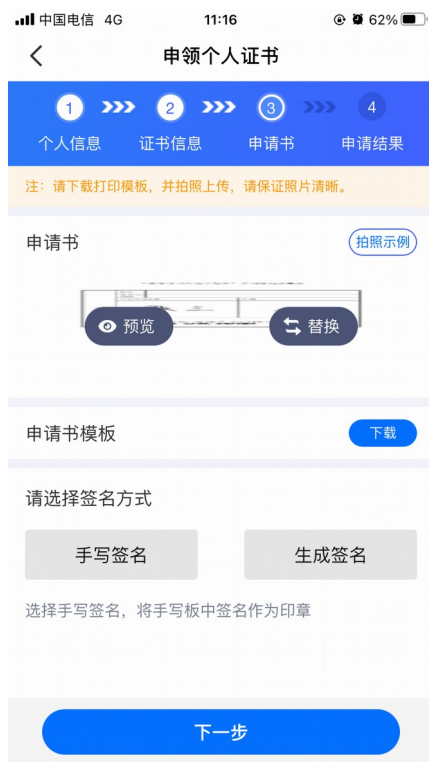 中国电信 4G 11:16 62%
申领个人证书
1 2 3 4
个人信息 证书信息 申请书 申请结果
注：请下载打印模板，并拍照上传，请保证照片清晰。
申请书 拍照示例
预览 替换
申请书模板 下载
请选择签名方式
手写签名 生成签名
选择手写签名，将手写板中签名作为印章
下一步